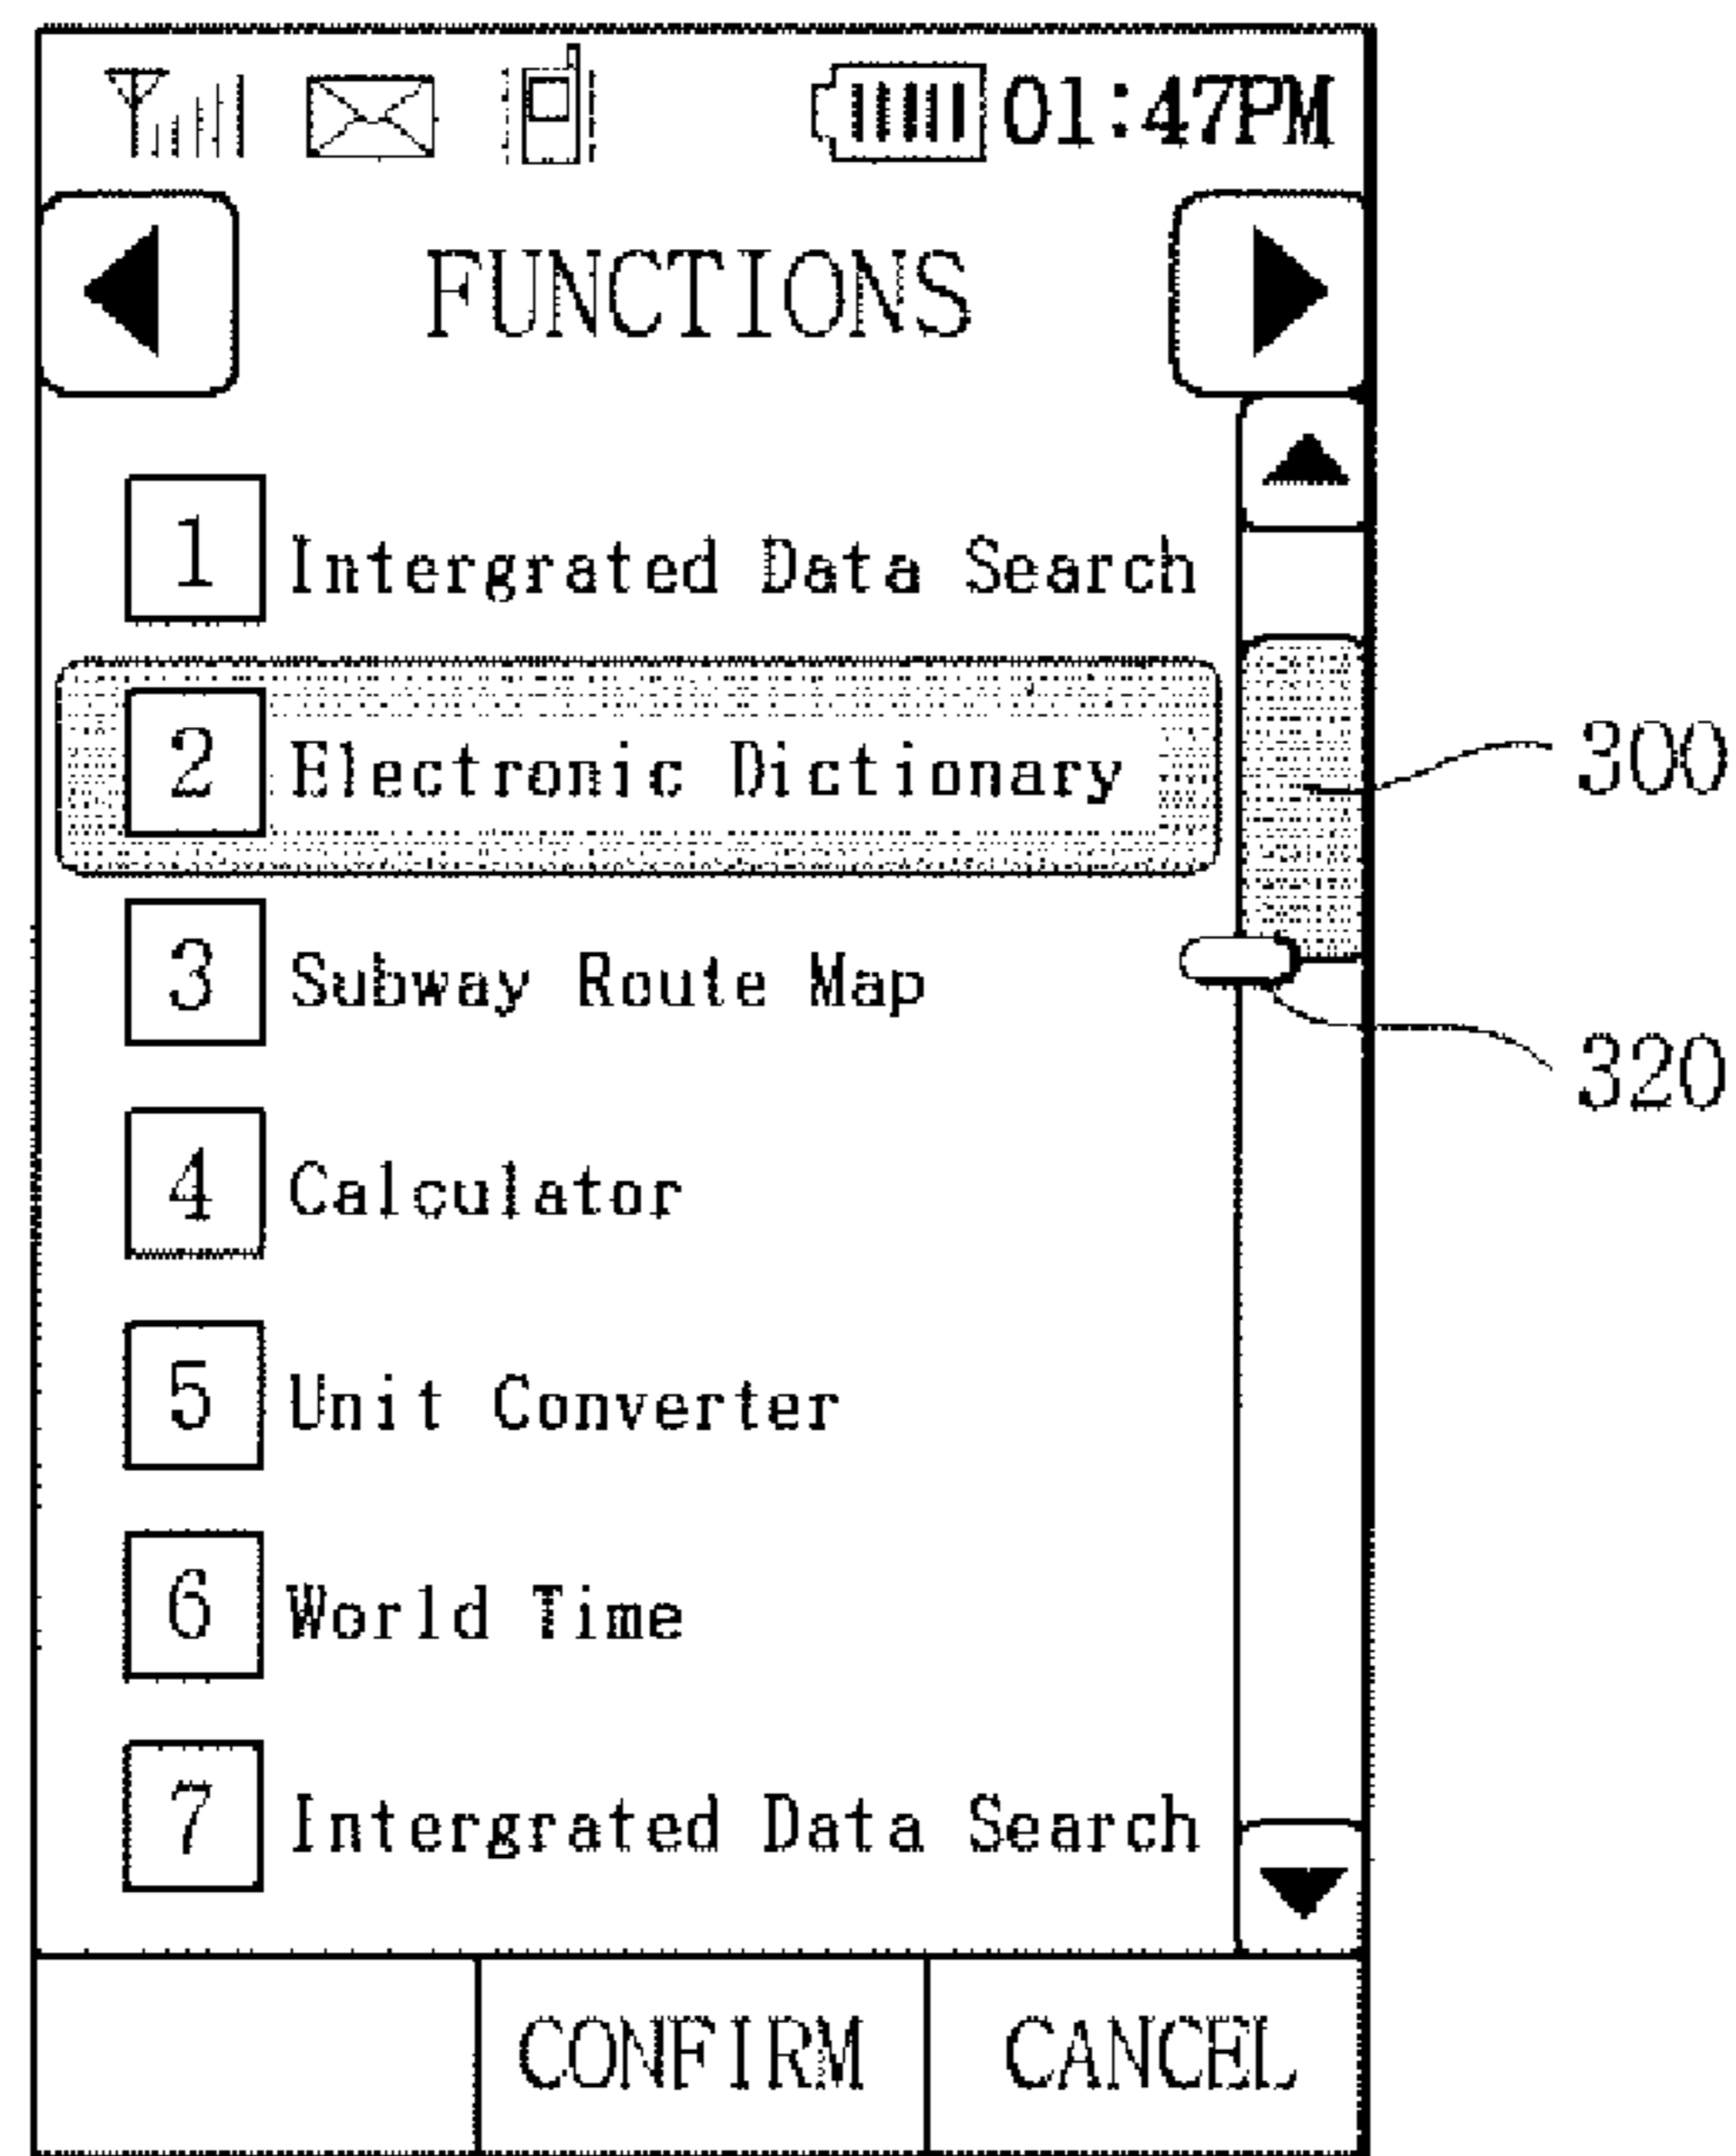 01:47PM
FUNCTIONS
1 Intergrated Data Search
2 Electronic Dictionary
300
3 Subway Route Map
320
4 Calculator
5 Unit Converter
6 World Time
7 Intergrated Data Search
CONFIRM CANCEL